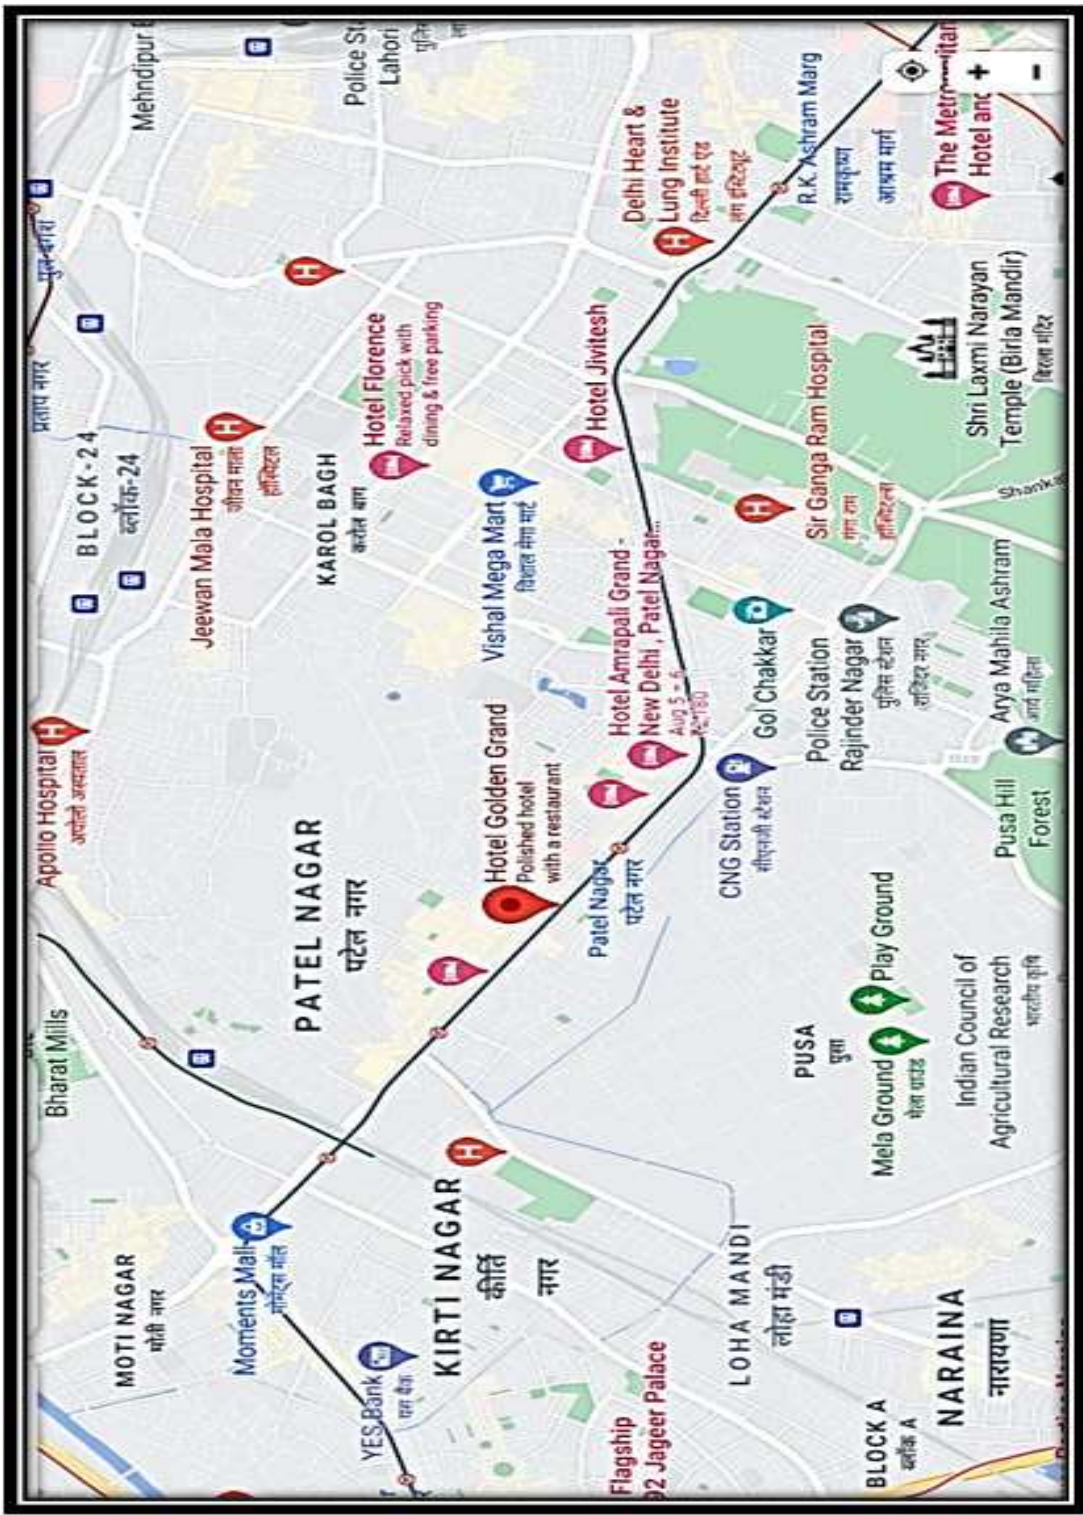 Bharat Mills
Apollo Hospital
अपोलो अस्पताल
प्रताप नगर
पुल बंगश
BLOCK-24
ब्लॉक-24
MOTI NAGAR
मोती नगर
Mehndipur
Jeewan Mala Hospital
जीवन माला
हॉस्पिटल
Moments Mall
मोमेंट्स मॉल
PATEL NAGAR
पटेल नगर
KAROL BAGH
करोल बाग
Police St
Lahori
पुलि
YES Bank
यस बैंक
Hotel Florence
Relaxed pick with
dining & free parking
KIRTI NAGAR
कीर्ति
नगर
Hotel Golden Grand
Polished hotel
with a restaurant
Vishal Mega Mart
विशाल मेगा मार्ट
Hotel Jivitesh
Patel Nagar
पटेल नगर
Hotel Amrapali Grand -
New Delhi , Patel Nagar...
Aug 5 – 6
Delhi Heart &
Lung Institute
दिल्ली हार्ट एंड
लंग इंस्टिट्यूट
Flagship
92 Jageer Palace
CNG Station
सीएनजी स्टेशन
Gol Chakkar
LOHA MANDI
लोहा मंडी
R.K. Ashram Marg
रामकृष्ण
आश्रम मार्ग
Sir Ganga Ram Hospital
गंगा राम
हॉस्पिटल
PUSA
पूसा
Police Station
Rajinder Nagar
पुलिस स्टेशन
राजिंदर नगर
Play Ground
Mela Ground
मेला ग्राउंड
BLOCK A
ब्लॉक A
NARAINA
नारायणा
Indian Council of
Agricultural Research
भारतीय कृषि
Pusa Hill
Forest
Arya Mahila Ashram
आर्य महिला
Shanka
Shri Laxmi Narayan
Temple (Birla Mandir)
बिरला मंदिर
The Metropolitan
Hotel and